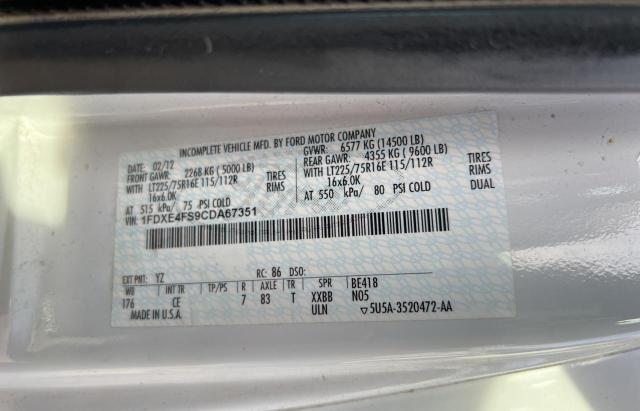 INCOMPLETE VEHICLE MFD. BY FORD MOTOR COMPANY
02/12 GVWR: 6577 KG (14500 LB)
FRONT GAWR: 2268 KG ( 5000 LB) REAR GAWR: 4355 KG ( 9600 LB)
WITH LT225/75R16E 115/112R TIRES WITH LT225/75R16E 115/112R TIRES
16x6.0K RIMS 16x6.0K RIMS
AT 515 kPa/ 75 PSI COLD AT 550 kPa/ 80 PSI COLD DUAL
VIN: 1FDXE4FS9CDA67351
EXT PNT: YZ RC: 86 DSO:
WB INT TR TP/PS R AXLE TR SPR BE418
176 CE 7 83 T XXBB N05
MADE IN U.S.A. ULN ▽5U5A-3520472-AA